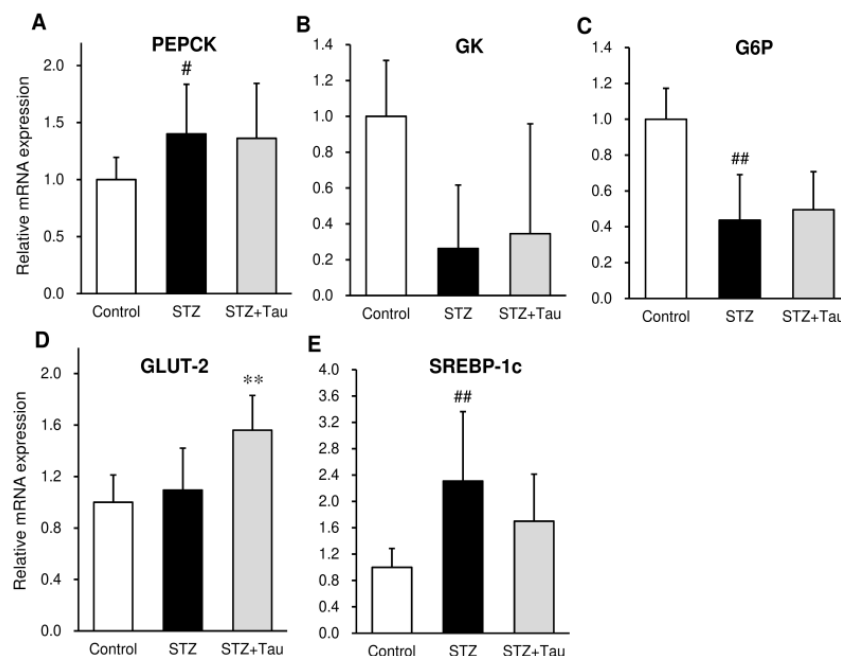 A
PEPCK
Relative mRNA expression
2.0
1.5
1.0
0.5
0.0
#
Control STZ STZ+Tau
B
GK
1.4
1.2
1.0
0.8
0.6
0.4
0.2
0.0
Control STZ STZ+Tau
C
G6P
1.4
1.2
1.0
0.8
0.6
0.4
0.2
0.0
##
Control STZ STZ+Tau
D
GLUT-2
Relative mRNA expression
2.0
1.6
1.2
0.8
0.4
0.0
**
Control STZ STZ+Tau
E
SREBP-1c
4.0
3.6
3.2
2.8
2.4
2.0
1.6
1.2
0.8
0.4
0.0
##
Control STZ STZ+Tau